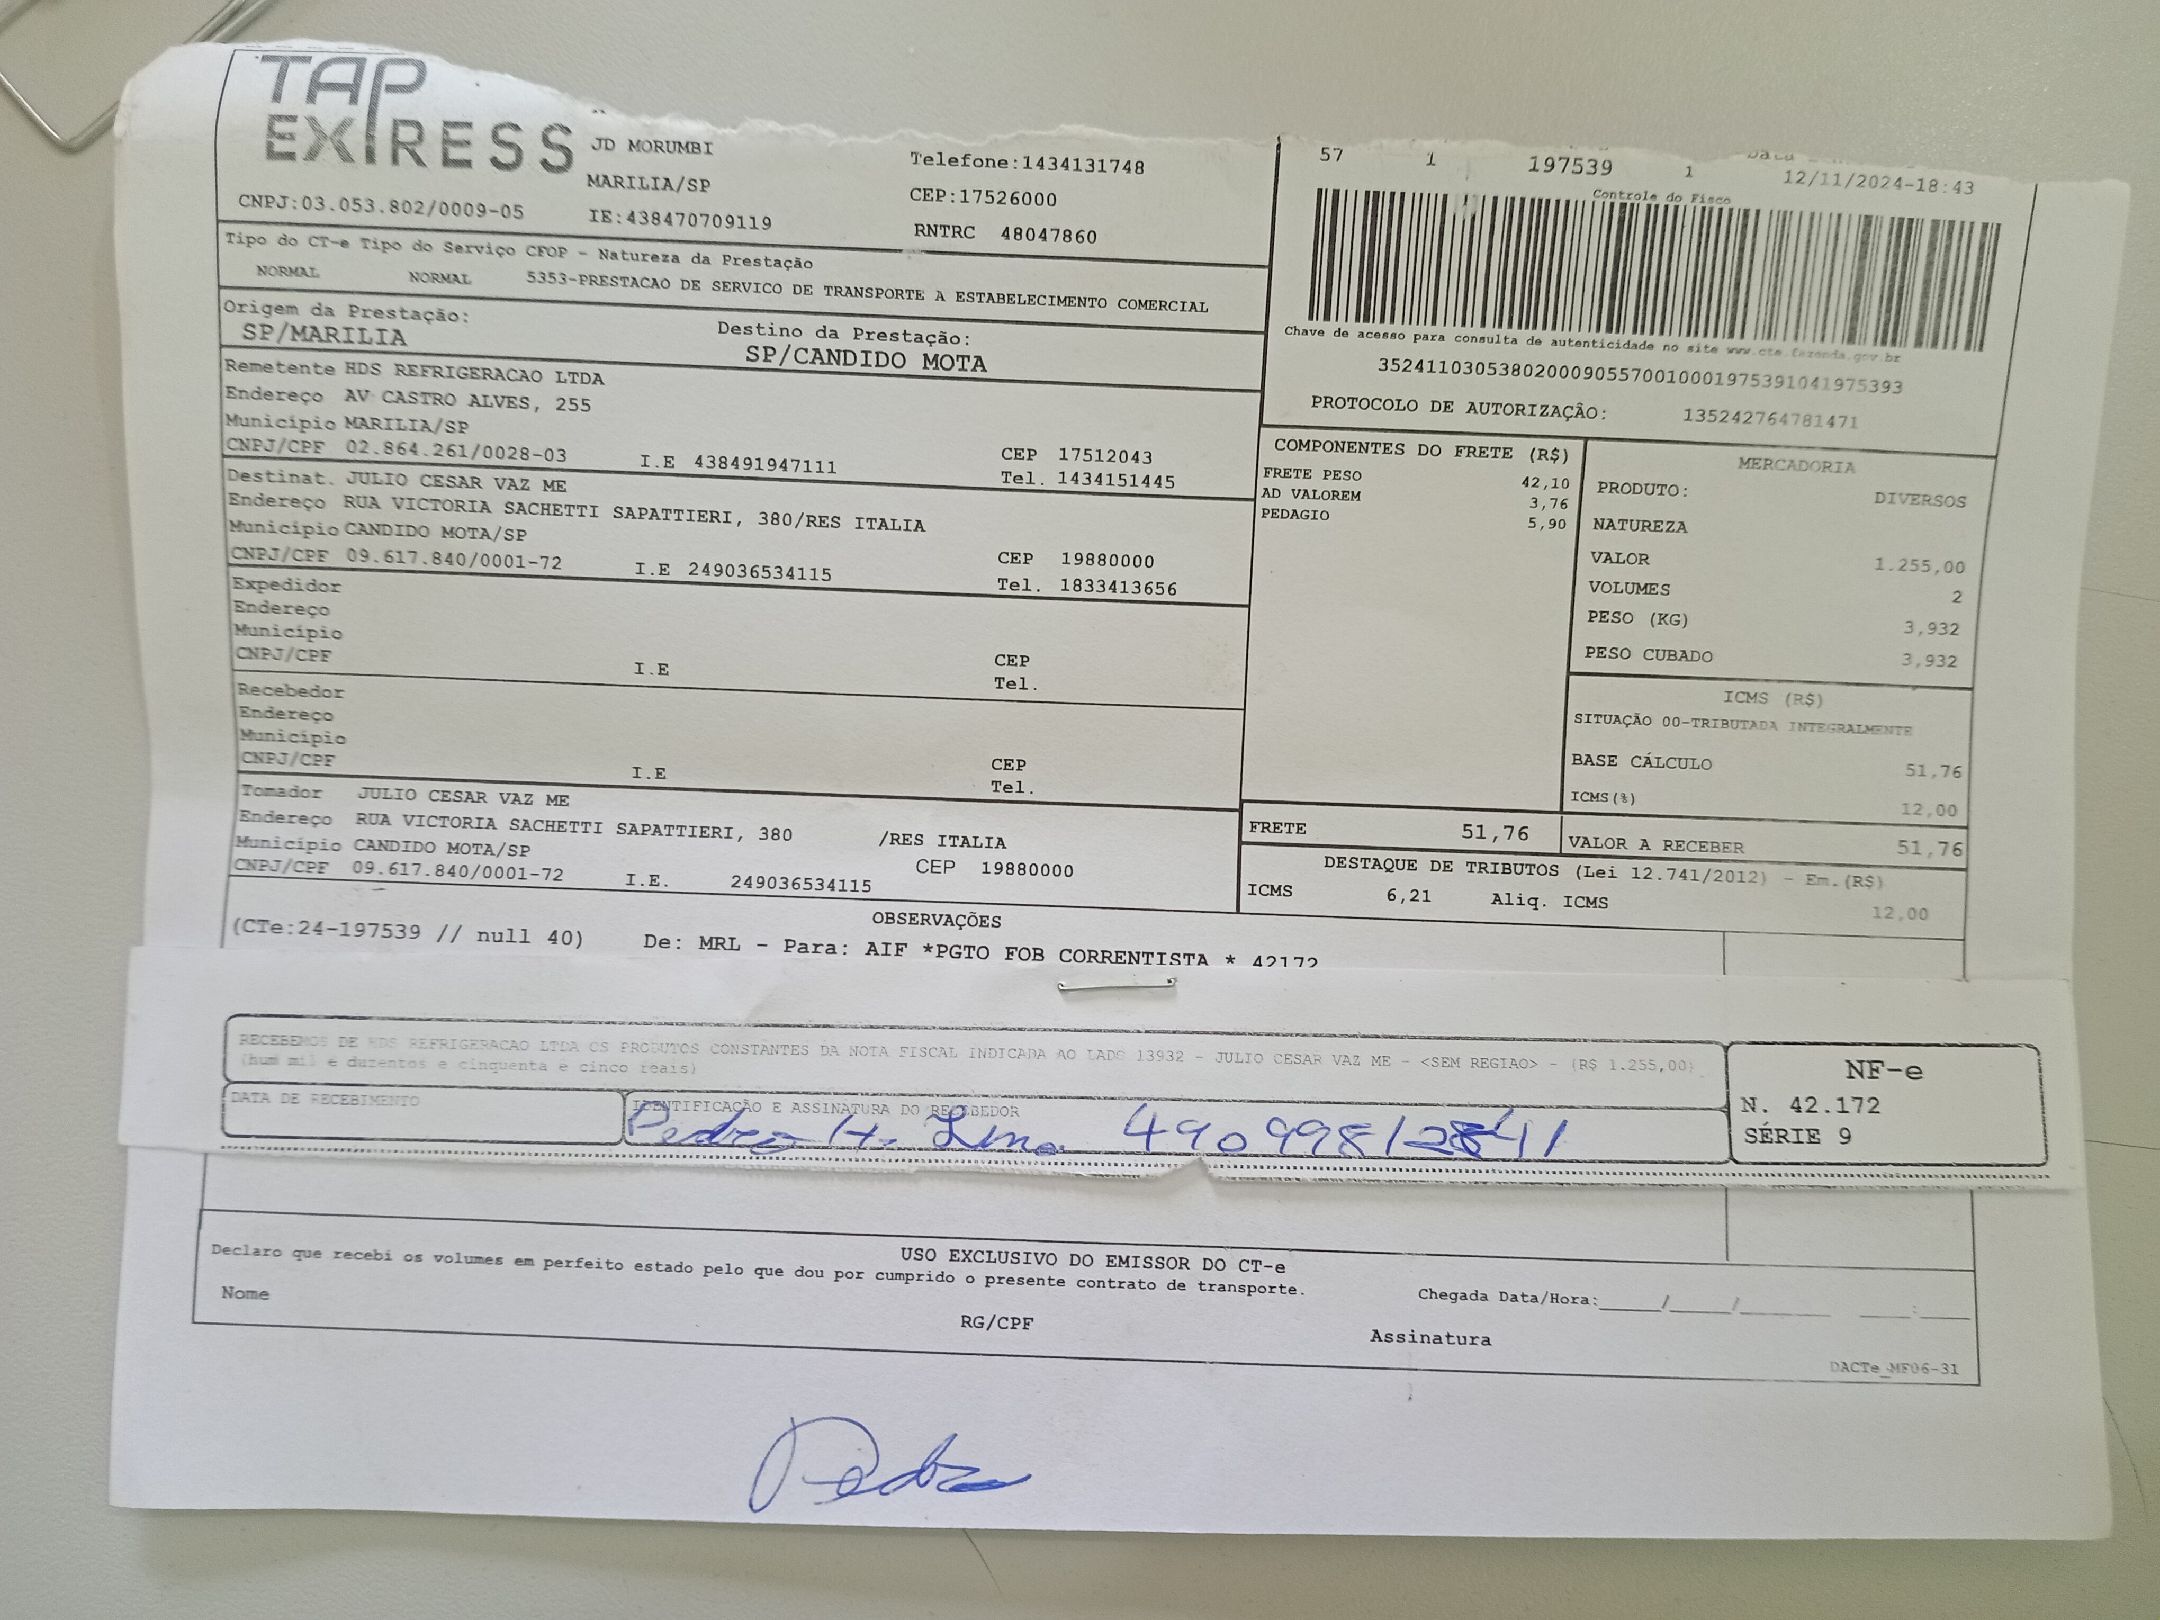 TAP
EXPRESS
JD MORUMBI
Telefone:1434131748
MARILIA/SP
CEP:17526000
CNPJ:03.053.802/0009-05
IE:438470709119
RNTRC 48047860
57 1 197539 1
12/11/2024-18:43
Controle do Fisco
Tipo do CT-e Tipo do Serviço CFOP - Natureza da Prestação
NORMAL NORMAL 5353-PRESTACAO DE SERVICO DE TRANSPORTE A ESTABELECIMENTO COMERCIAL
Chave de acesso para consulta de autenticidade no site www.cte.fazenda.gov.br
35241103053802000905570010001975391041975393
PROTOCOLO DE AUTORIZAÇÃO: 135242764781471
Origem da Prestação: Destino da Prestação:
SP/MARILIA SP/CANDIDO MOTA
Remetente HDS REFRIGERACAO LTDA
Endereço AV CASTRO ALVES, 255
Município MARILIA/SP CEP 17512043
CNPJ/CPF 02.864.261/0028-03 I.E 438491947111 Tel. 1434151445
Destinat. JULIO CESAR VAZ ME
Endereço RUA VICTORIA SACHETTI SAPATTIERI, 380/RES ITALIA
Município CANDIDO MOTA/SP CEP 19880000
CNPJ/CPF 09.617.840/0001-72 I.E 249036534115 Tel. 1833413656
Expedidor
Endereço
Município CEP
CNPJ/CPF I.E Tel.
Recebedor
Endereço
Município CEP
CNPJ/CPF I.E Tel.
Tomador JULIO CESAR VAZ ME
Endereço RUA VICTORIA SACHETTI SAPATTIERI, 380 /RES ITALIA
Município CANDIDO MOTA/SP CEP 19880000
CNPJ/CPF 09.617.840/0001-72 I.E. 249036534115
COMPONENTES DO FRETE (R$)
FRETE PESO 42,10
AD VALOREM 3,76
PEDAGIO 5,90
MERCADORIA
PRODUTO: DIVERSOS
NATUREZA
VALOR 1.255,00
VOLUMES 2
PESO (KG) 3,932
PESO CUBADO 3,932
ICMS (R$)
SITUAÇÃO 00-TRIBUTADA INTEGRALMENTE
BASE CÁLCULO 51,76
ICMS(%) 12,00
FRETE 51,76 VALOR A RECEBER 51,76
DESTAQUE DE TRIBUTOS (Lei 12.741/2012) - Em.(R$)
ICMS 6,21 Aliq. ICMS 12,00
OBSERVAÇÕES
(CTe:24-197539 // null 40) De: MRL - Para: AIF *PGTO FOB CORRENTISTA * 42172
RECEBEMOS DE HDS REFRIGERACAO LTDA OS PRODUTOS CONSTANTES DA NOTA FISCAL INDICADA AO LADO 13932 - JULIO CESAR VAZ ME - <SEM REGIAO> - (R$ 1.255,00)
(hum mil e duzentos e cinquenta e cinco reais)
DATA DE RECEBIMENTO IDENTIFICAÇÃO E ASSINATURA DO RECEBEDOR
Pedro H.
NF-e
N. 42.172
SÉRIE 9
USO EXCLUSIVO DO EMISSOR DO CT-e
Declaro que recebi os volumes em perfeito estado pelo que dou por cumprido o presente contrato de transporte.
Nome RG/CPF Assinatura
Chegada Data/Hora:_____/_____/_______ ____:____
DACTe_MF06-31
Pedro